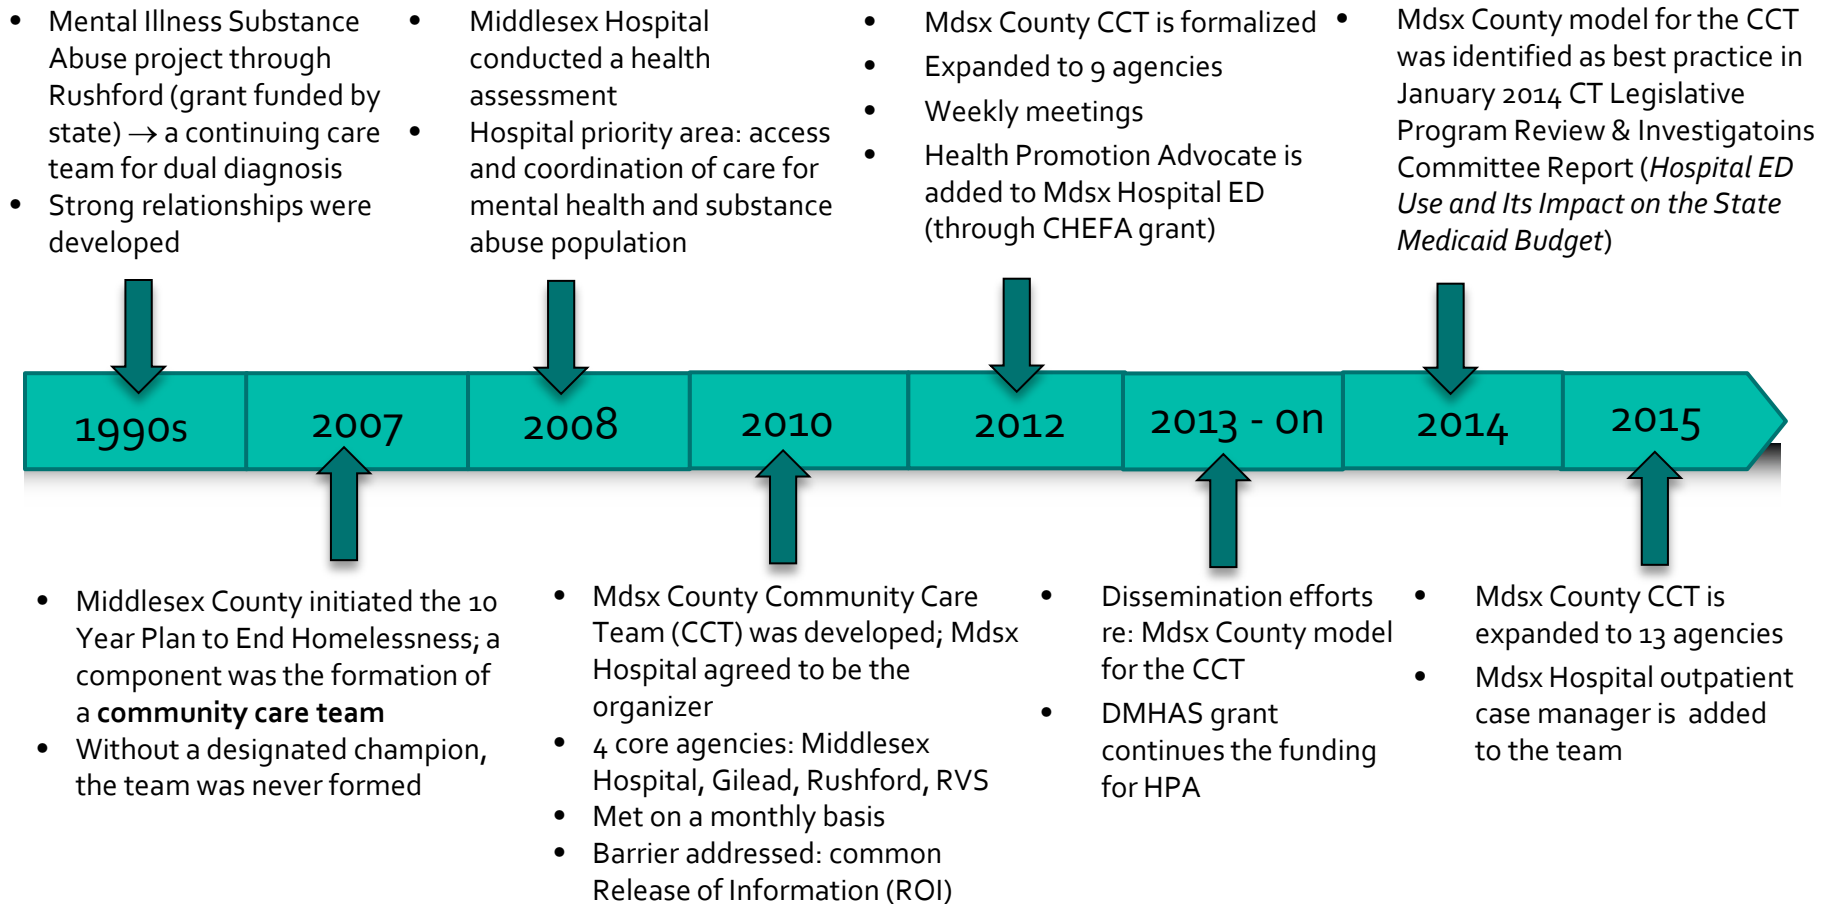 • Mental Illness Substance
Abuse project through
Rushford (grant funded by
state) → a continuing care
team for dual diagnosis
• Strong relationships were
developed
• Middlesex Hospital
conducted a health
assessment
• Hospital priority area: access
and coordination of care for
mental health and substance
abuse population
• Mdsx County CCT is formalized
• Expanded to 9 agencies
• Weekly meetings
• Health Promotion Advocate is
added to Mdsx Hospital ED
(through CHEFA grant)
• Mdsx County model for the CCT
was identified as best practice in
January 2014 CT Legislative
Program Review & Investigatoins
Committee Report (Hospital ED
Use and Its Impact on the State
Medicaid Budget)
1990s
2007
2008
2010
2012
2013 - on
2014
2015
• Middlesex County initiated the 10
Year Plan to End Homelessness; a
component was the formation of
a community care team
• Without a designated champion,
the team was never formed
• Mdsx County Community Care
Team (CCT) was developed; Mdsx
Hospital agreed to be the
organizer
• 4 core agencies: Middlesex
Hospital, Gilead, Rushford, RVS
• Met on a monthly basis
• Barrier addressed: common
Release of Information (ROI)
• Dissemination efforts
re: Mdsx County model
for the CCT
• DMHAS grant
continues the funding
for HPA
• Mdsx County CCT is
expanded to 13 agencies
• Mdsx Hospital outpatient
case manager is added
to the team